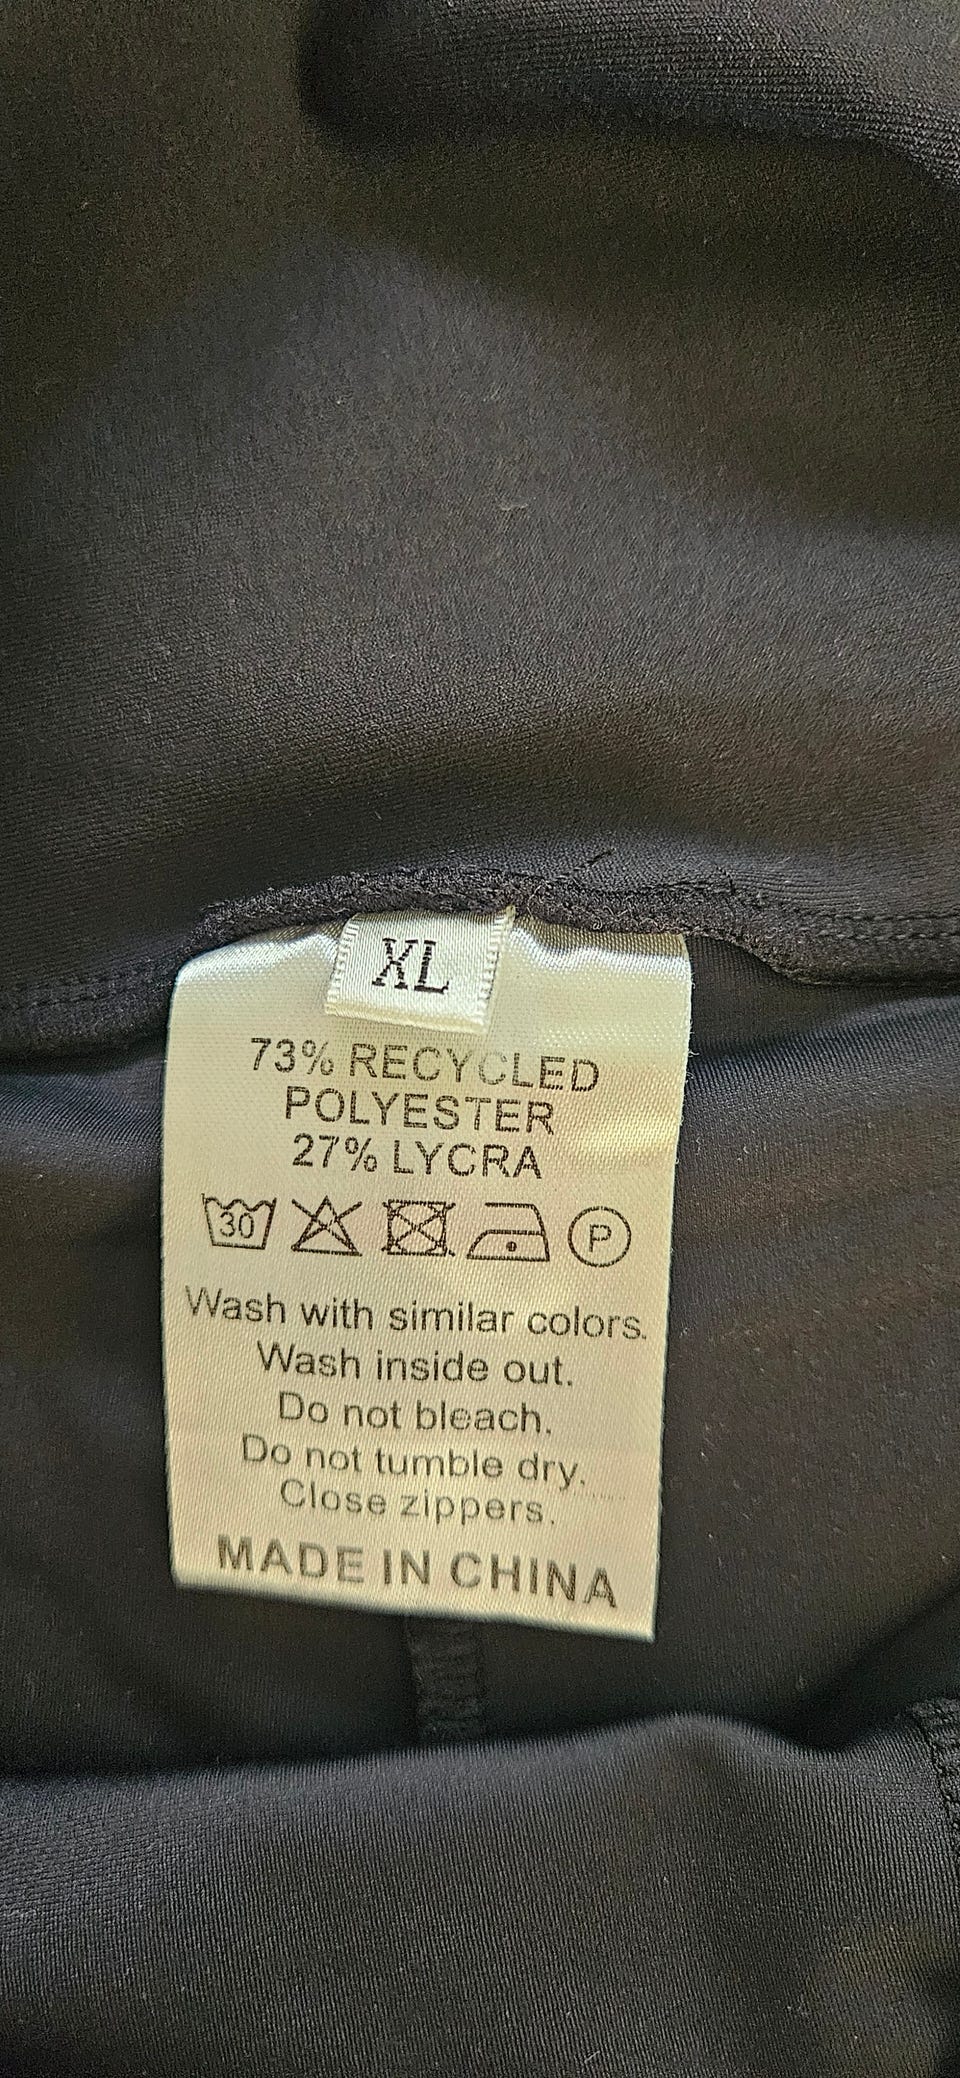 XL
73% RECYCLED
POLYESTER
27% LYCRA
30 P
Wash with similar colors.
Wash inside out.
Do not bleach.
Do not tumble dry.
Close zippers.
MADE IN CHINA